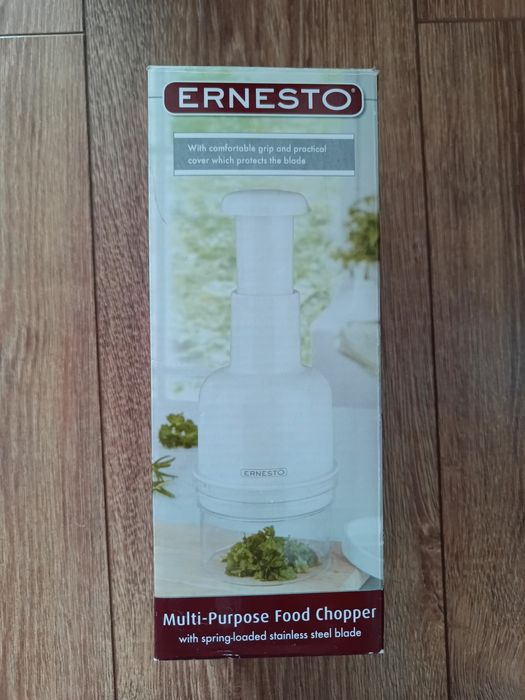 ERNESTO®
With comfortable grip and practical
cover which protects the blade
ERNESTO
Multi-Purpose Food Chopper
with spring-loaded stainless steel blade